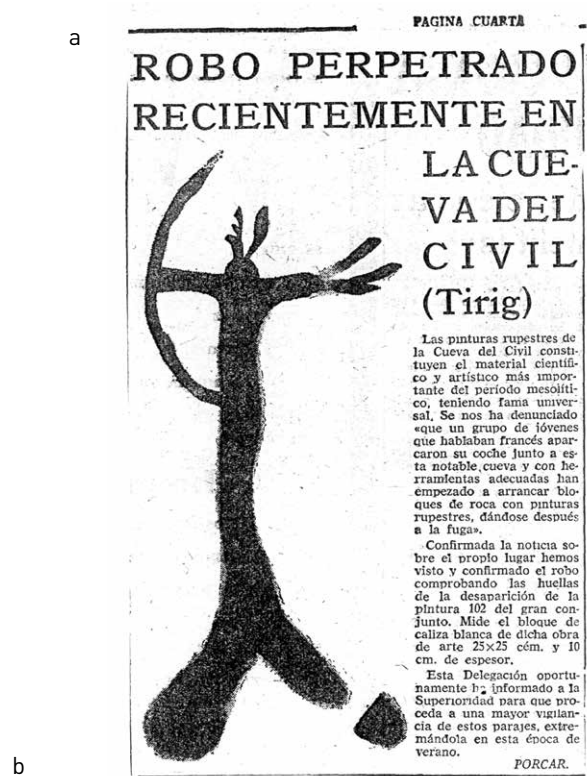 a
PAGINA CUARTA
ROBO PERPETRADO
RECIENTEMENTE EN
LA CUE-
VA DEL
CIVIL
(Tirig)
Las pinturas rupestres de
la Cueva del Civil consti-
tuyen el material científi-
co y artístico más impor-
tante del período mesolíti-
co, teniendo fama univer-
sal. Se nos ha denunciado
«que un grupo de jóvenes
que hablaban francés apar-
caron su coche junto a es-
ta notable cueva y con he-
rramientas adecuadas han
empezado a arrancar blo-
ques de roca con pinturas
rupestres, dándose después
a la fuga».
Confirmada la noticia so-
bre el propio lugar hemos
visto y confirmado el robo
comprobando las huellas
de la desaparición de la
pintura 102 del gran con-
junto. Mide el bloque de
caliza blanca de dicha obra
de arte 25×25 cém. y 10
cm. de espesor.
Esta Delegación oportu-
namente ha informado a la
Superioridad para que pro-
ceda a una mayor vigilan-
cia de estos parajes, extre-
mándola en esta época de
verano.
PORCAR.
b